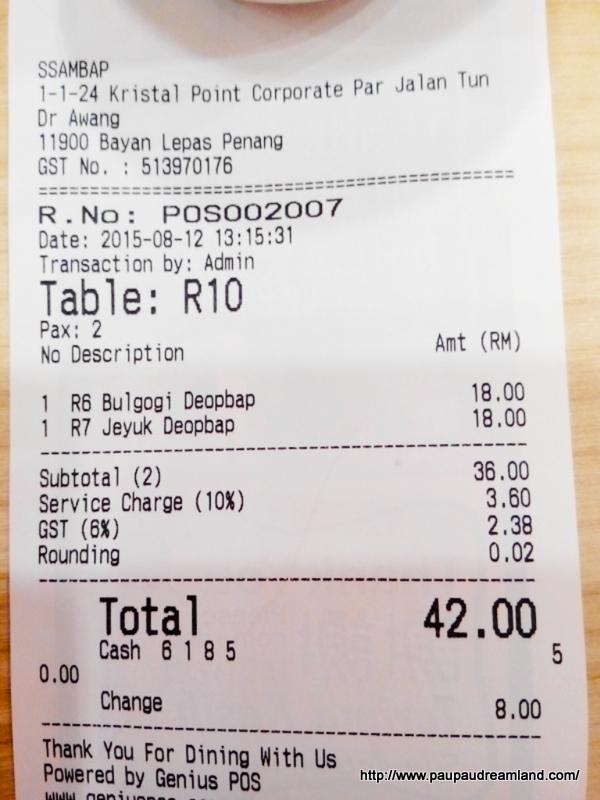 SSAMBAP
1-1-24 Kristal Point Corporate Par Jalan Tun
Dr Awang
11900 Bayan Lepas Penang
GST No. : 513970176
R.No: POS002007
Date: 2015-08-12 13:15:31
Transaction by: Admin
Table: R10
Pax: 2
No Description Amt (RM)
1 R6 Bulgogi Deopbap 18.00
1 R7 Jeyuk Deopbap 18.00
Subtotal (2) 36.00
Service Charge (10%) 3.60
GST (6%) 2.38
Rounding 0.02
Total 42.00
Cash 6 1 8 5 5
0.00
Change 8.00
Thank You For Dining With Us
Powered by Genius POS
http://www.paupaudreamland.com/